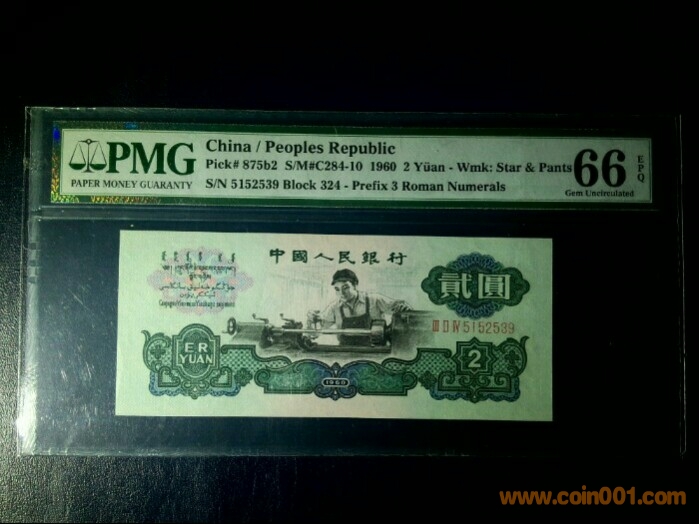 PMG
PAPER MONEY GUARANTY
China / Peoples Republic
Pick# 875b2 S/M#C284-10 1960 2 Yüan - Wmk: Star & Pants
S/N 5152539 Block 324 - Prefix 3 Roman Numerals
66
EPQ
Gem Uncirculated
中國人民銀行
貳圓
III II IV 5152539
ER
YUAN
1960
2
www.coin001.com